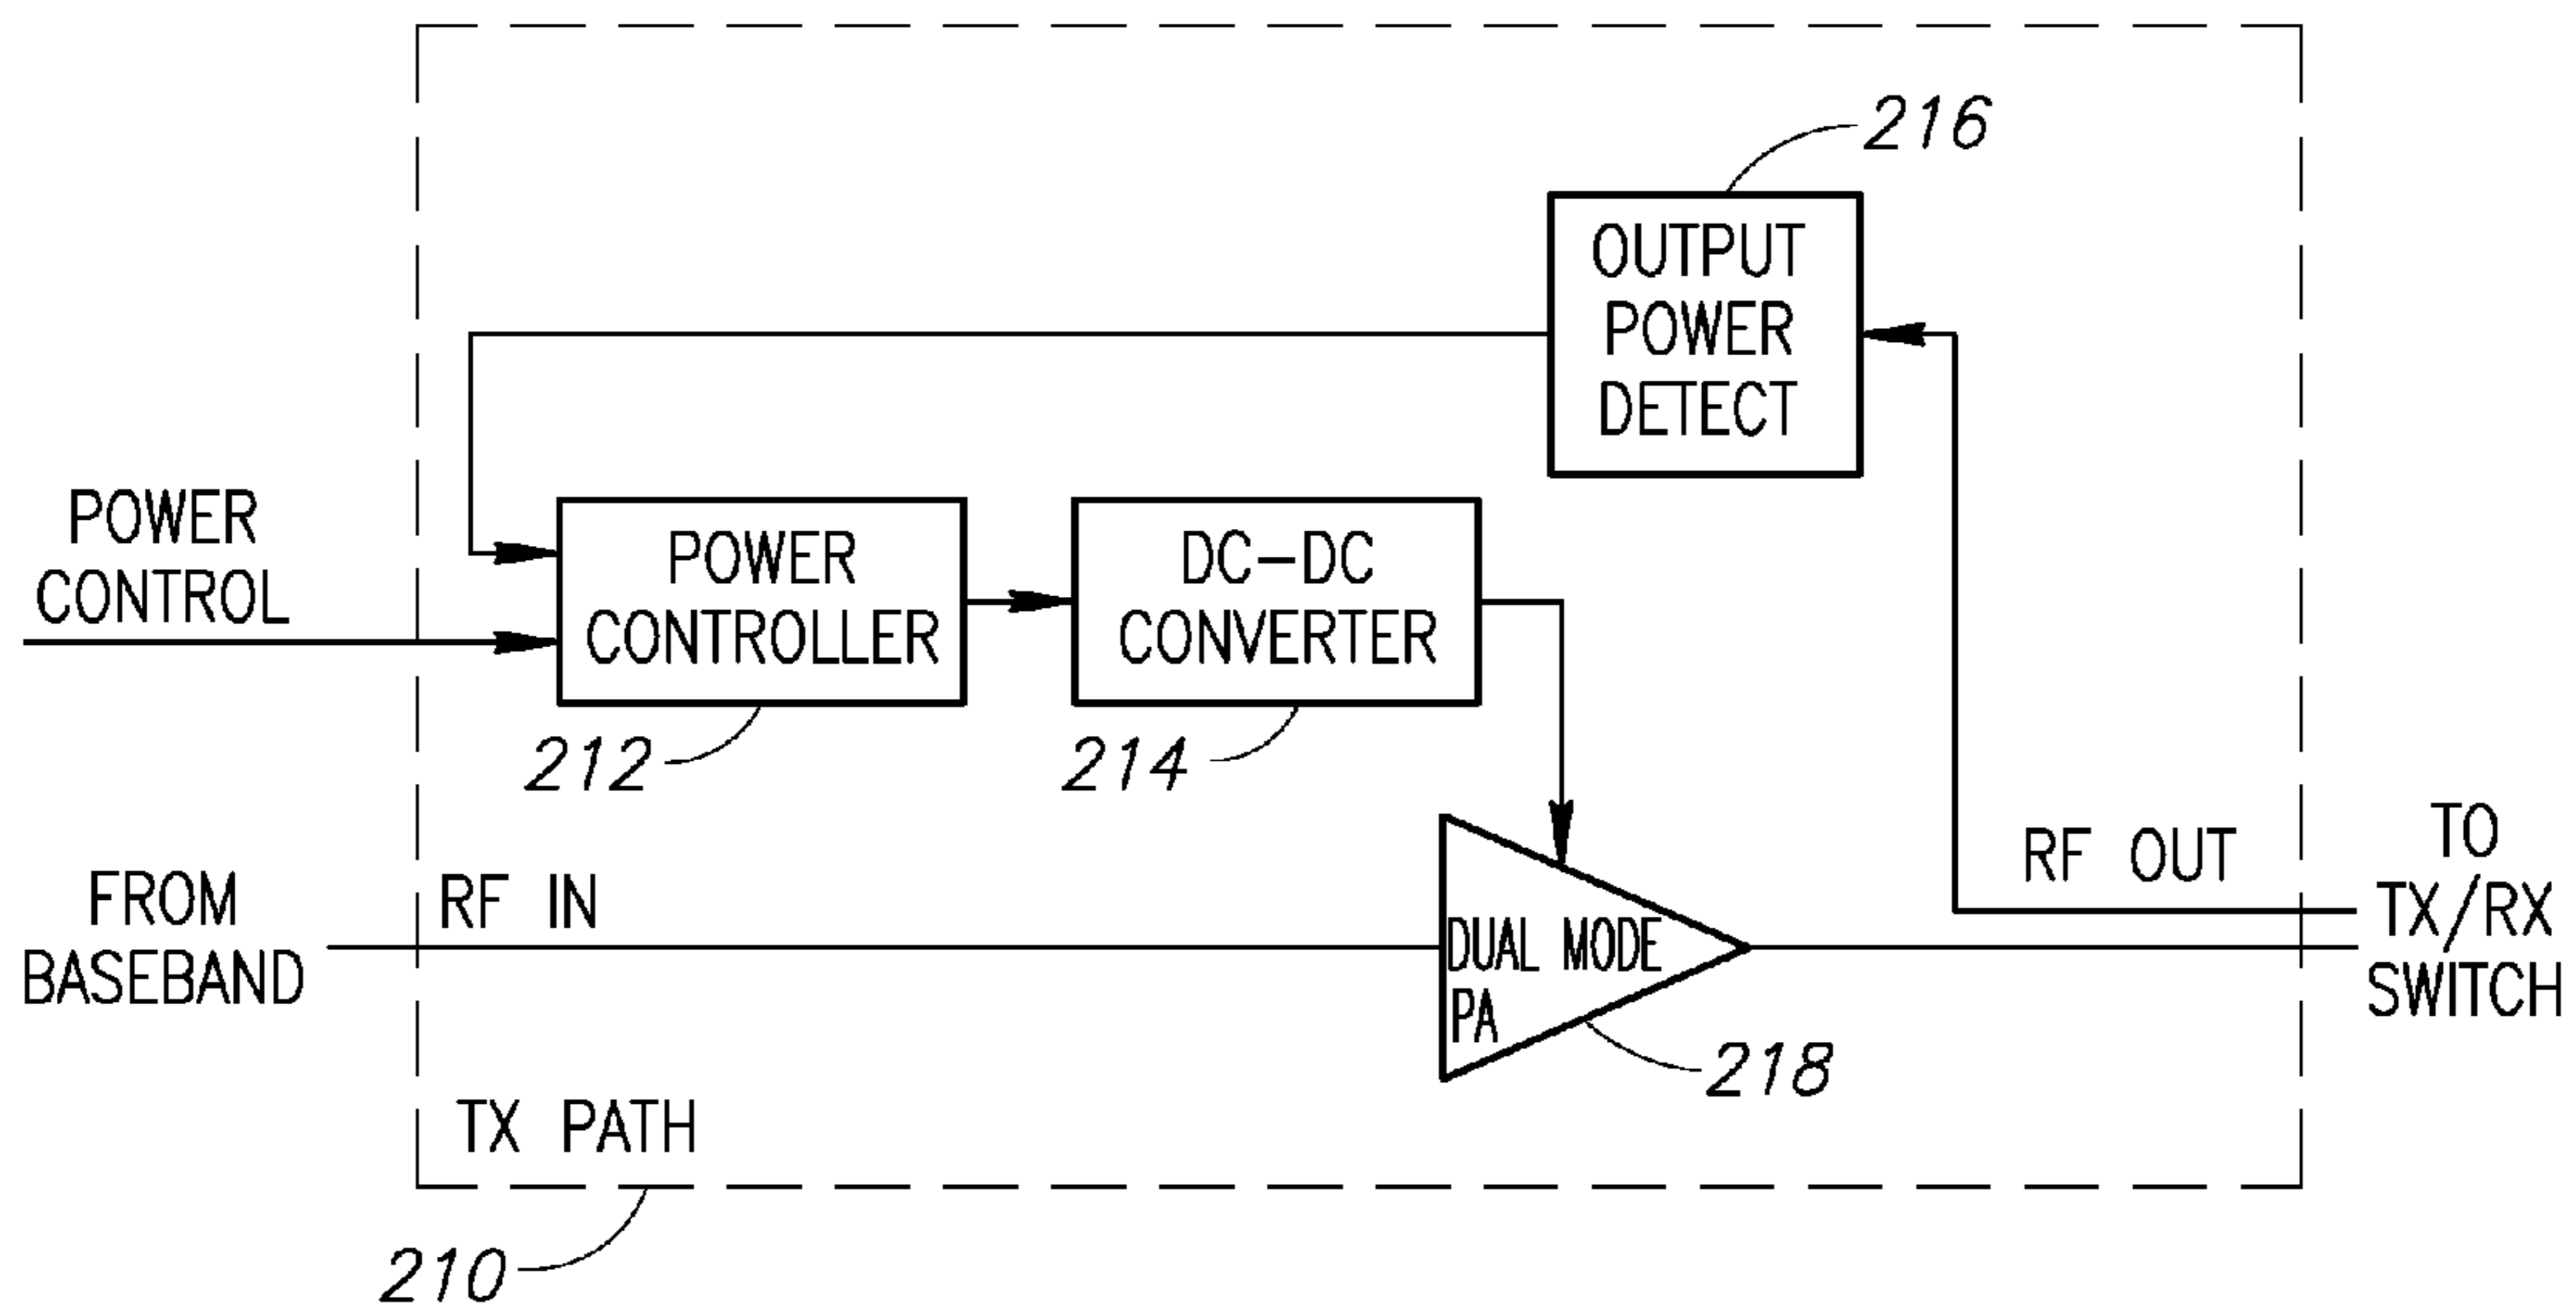 216
OUTPUT
POWER
DETECT
POWER
CONTROL
POWER
CONTROLLER
DC-DC
CONVERTER
212
214
FROM
BASEBAND
RF IN
DUAL MODE
PA
218
RF OUT
TO
TX/RX
SWITCH
TX PATH
210